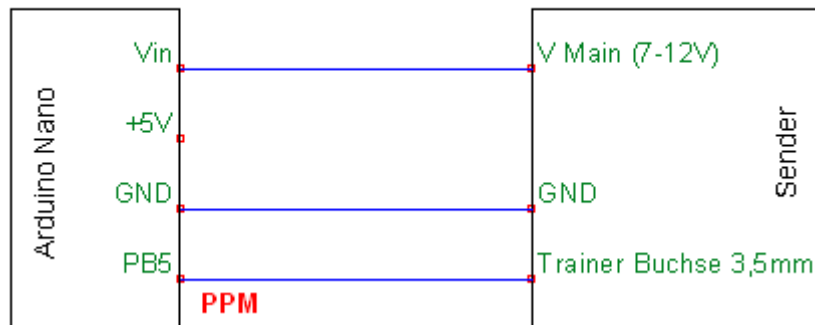 Vin
V Main (7-12V)
+5V
Arduino Nano
Sender
GND
GND
PB5
Trainer Buchse 3,5mm
PPM